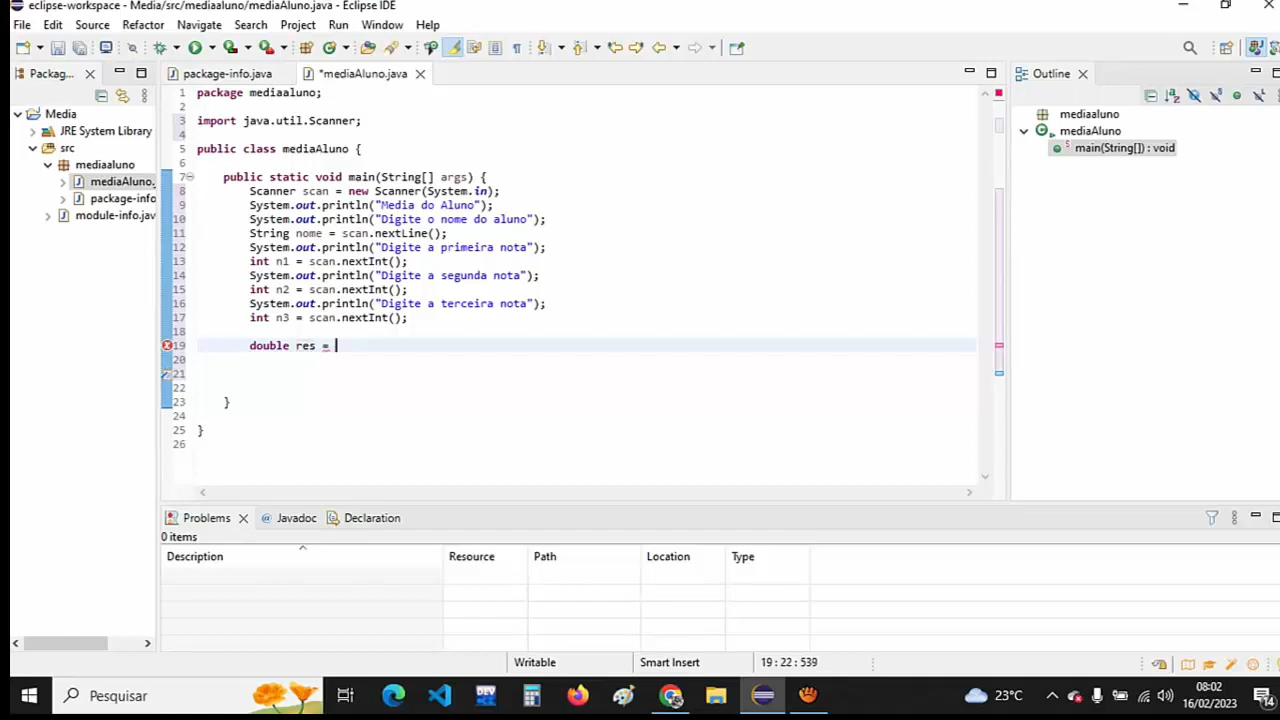 eclipse-workspace - Media/src/mediaaluno/mediaAluno.java - Eclipse IDE
File Edit Source Refactor Navigate Search Project Run Window Help
Packag...
package-info.java
*mediaAluno.java
Outline
Media
JRE System Library
src
mediaaluno
mediaAluno.
package-info
module-info.jav
1 package mediaaluno;
2
3 import java.util.Scanner;
4
5 public class mediaAluno {
6
7 public static void main(String[] args) {
8 Scanner scan = new Scanner(System.in);
9 System.out.println("Media do Aluno");
10 System.out.println("Digite o nome do aluno");
11 String nome = scan.nextLine();
12 System.out.println("Digite a primeira nota");
13 int n1 = scan.nextInt();
14 System.out.println("Digite a segunda nota");
15 int n2 = scan.nextInt();
16 System.out.println("Digite a terceira nota");
17 int n3 = scan.nextInt();
18
19 double res =
20
21
22
23 }
24
25 }
26
mediaaluno
mediaAluno
main(String[]) : void
Problems
@ Javadoc
Declaration
0 items
Description Resource Path Location Type
Writable Smart Insert 19 : 22 : 539
Pesquisar
DEV
23°C
08:02
16/02/2023
14